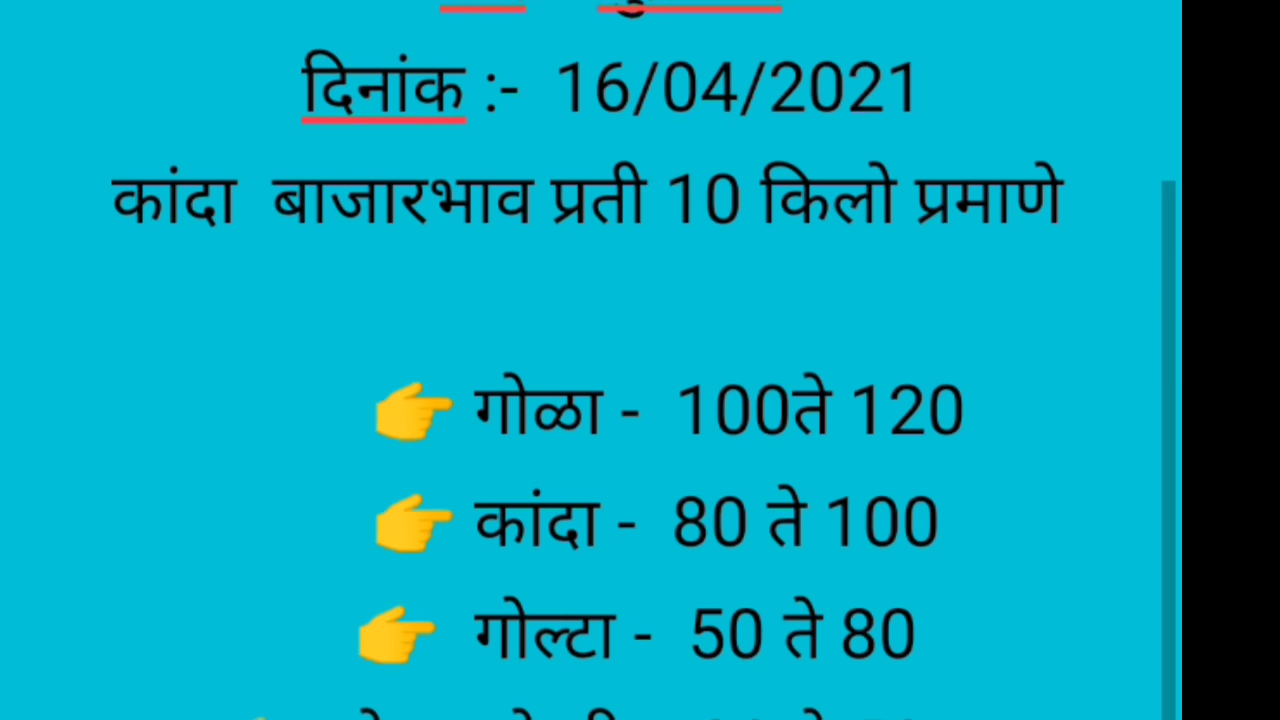 दिनांक :- 16/04/2021
कांदा बाजारभाव प्रती 10 किलो प्रमाणे
👉 गोळा - 100ते 120
👉 कांदा - 80 ते 100
👉 गोल्टा - 50 ते 80